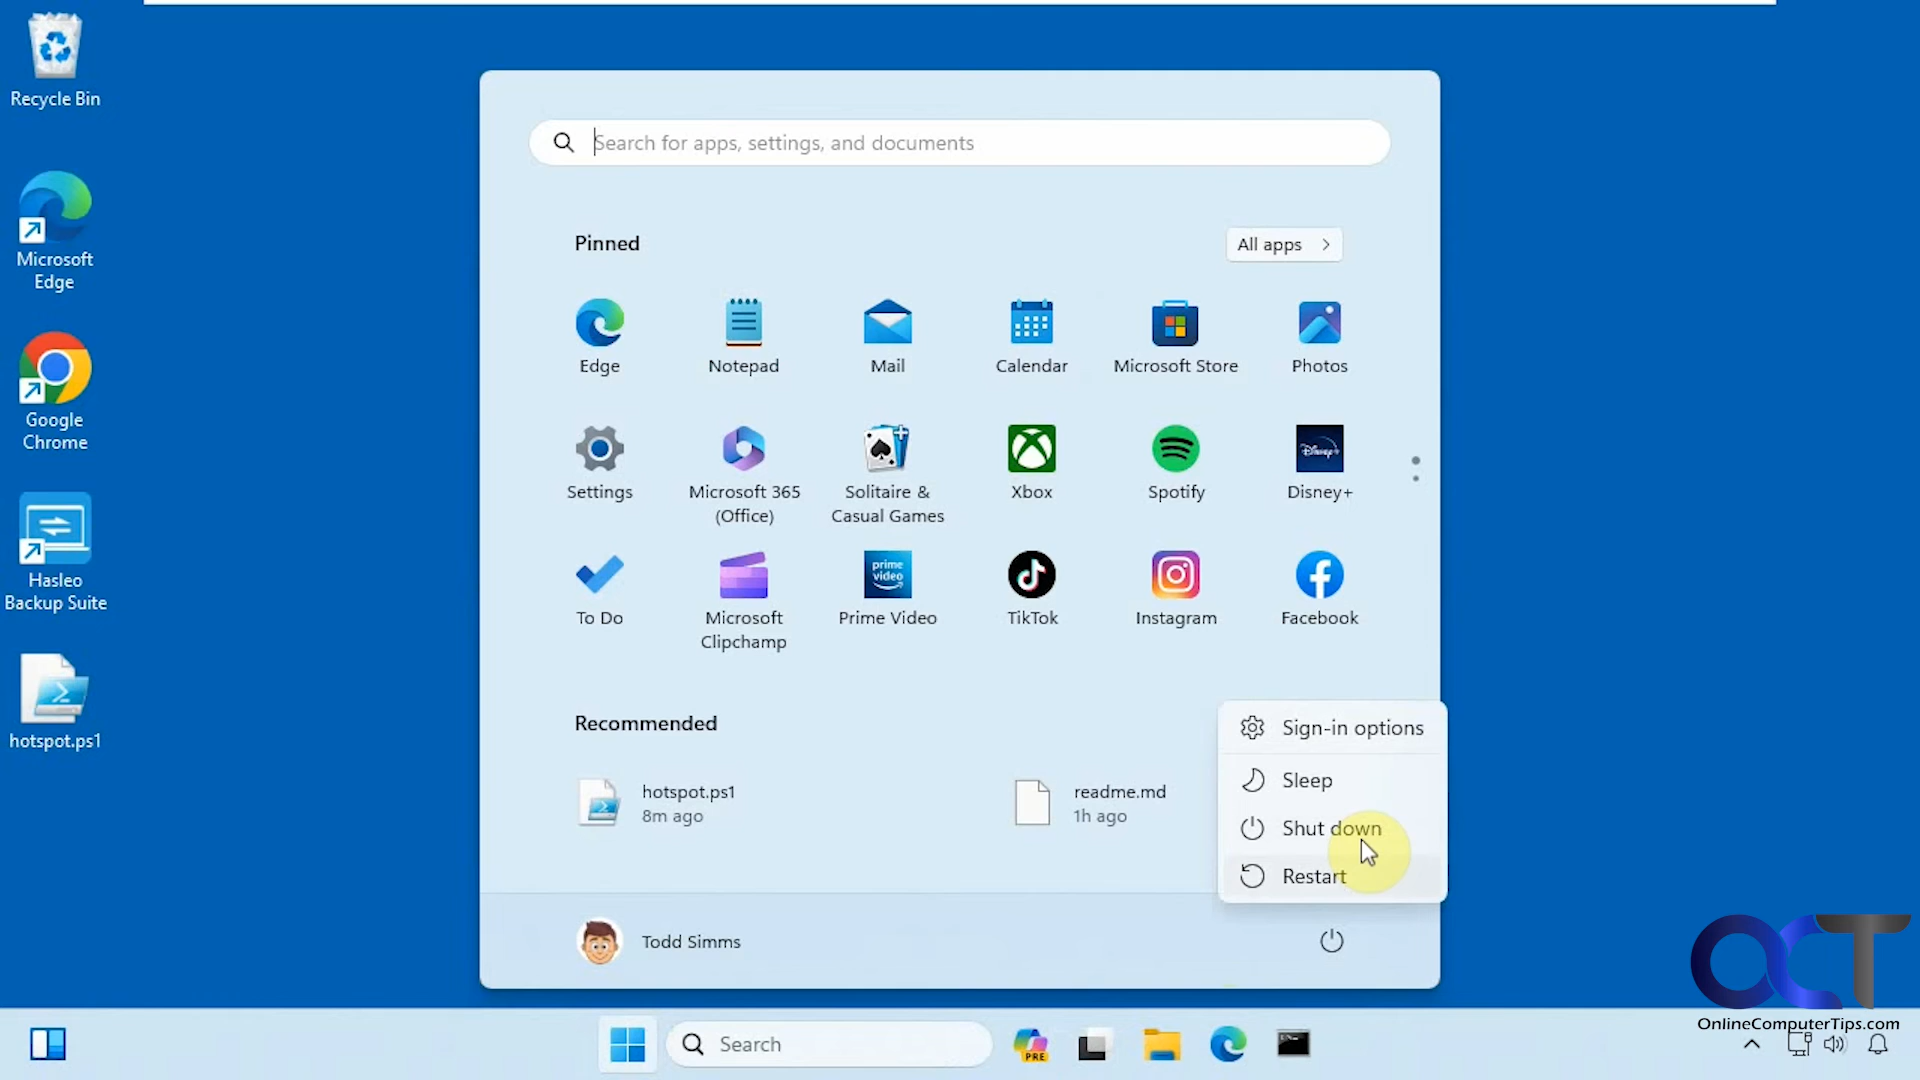 Recycle Bin
Microsoft
Edge
Google
Chrome
Hasleo
Backup Suite
hotspot.ps1
Search for apps, settings, and documents
Pinned
All apps
Edge
Notepad
Mail
Calendar
Microsoft Store
Photos
Settings
Microsoft 365
(Office)
Solitaire &
Casual Games
Xbox
Spotify
Disney+
Disney+
To Do
Microsoft
Clipchamp
prime
video
Prime Video
TikTok
Instagram
Facebook
Recommended
hotspot.ps1
8m ago
readme.md
1h ago
Sign-in options
Sleep
Shut down
Restart
Todd Simms
Search
PRE
OCT
OnlineComputerTips.com